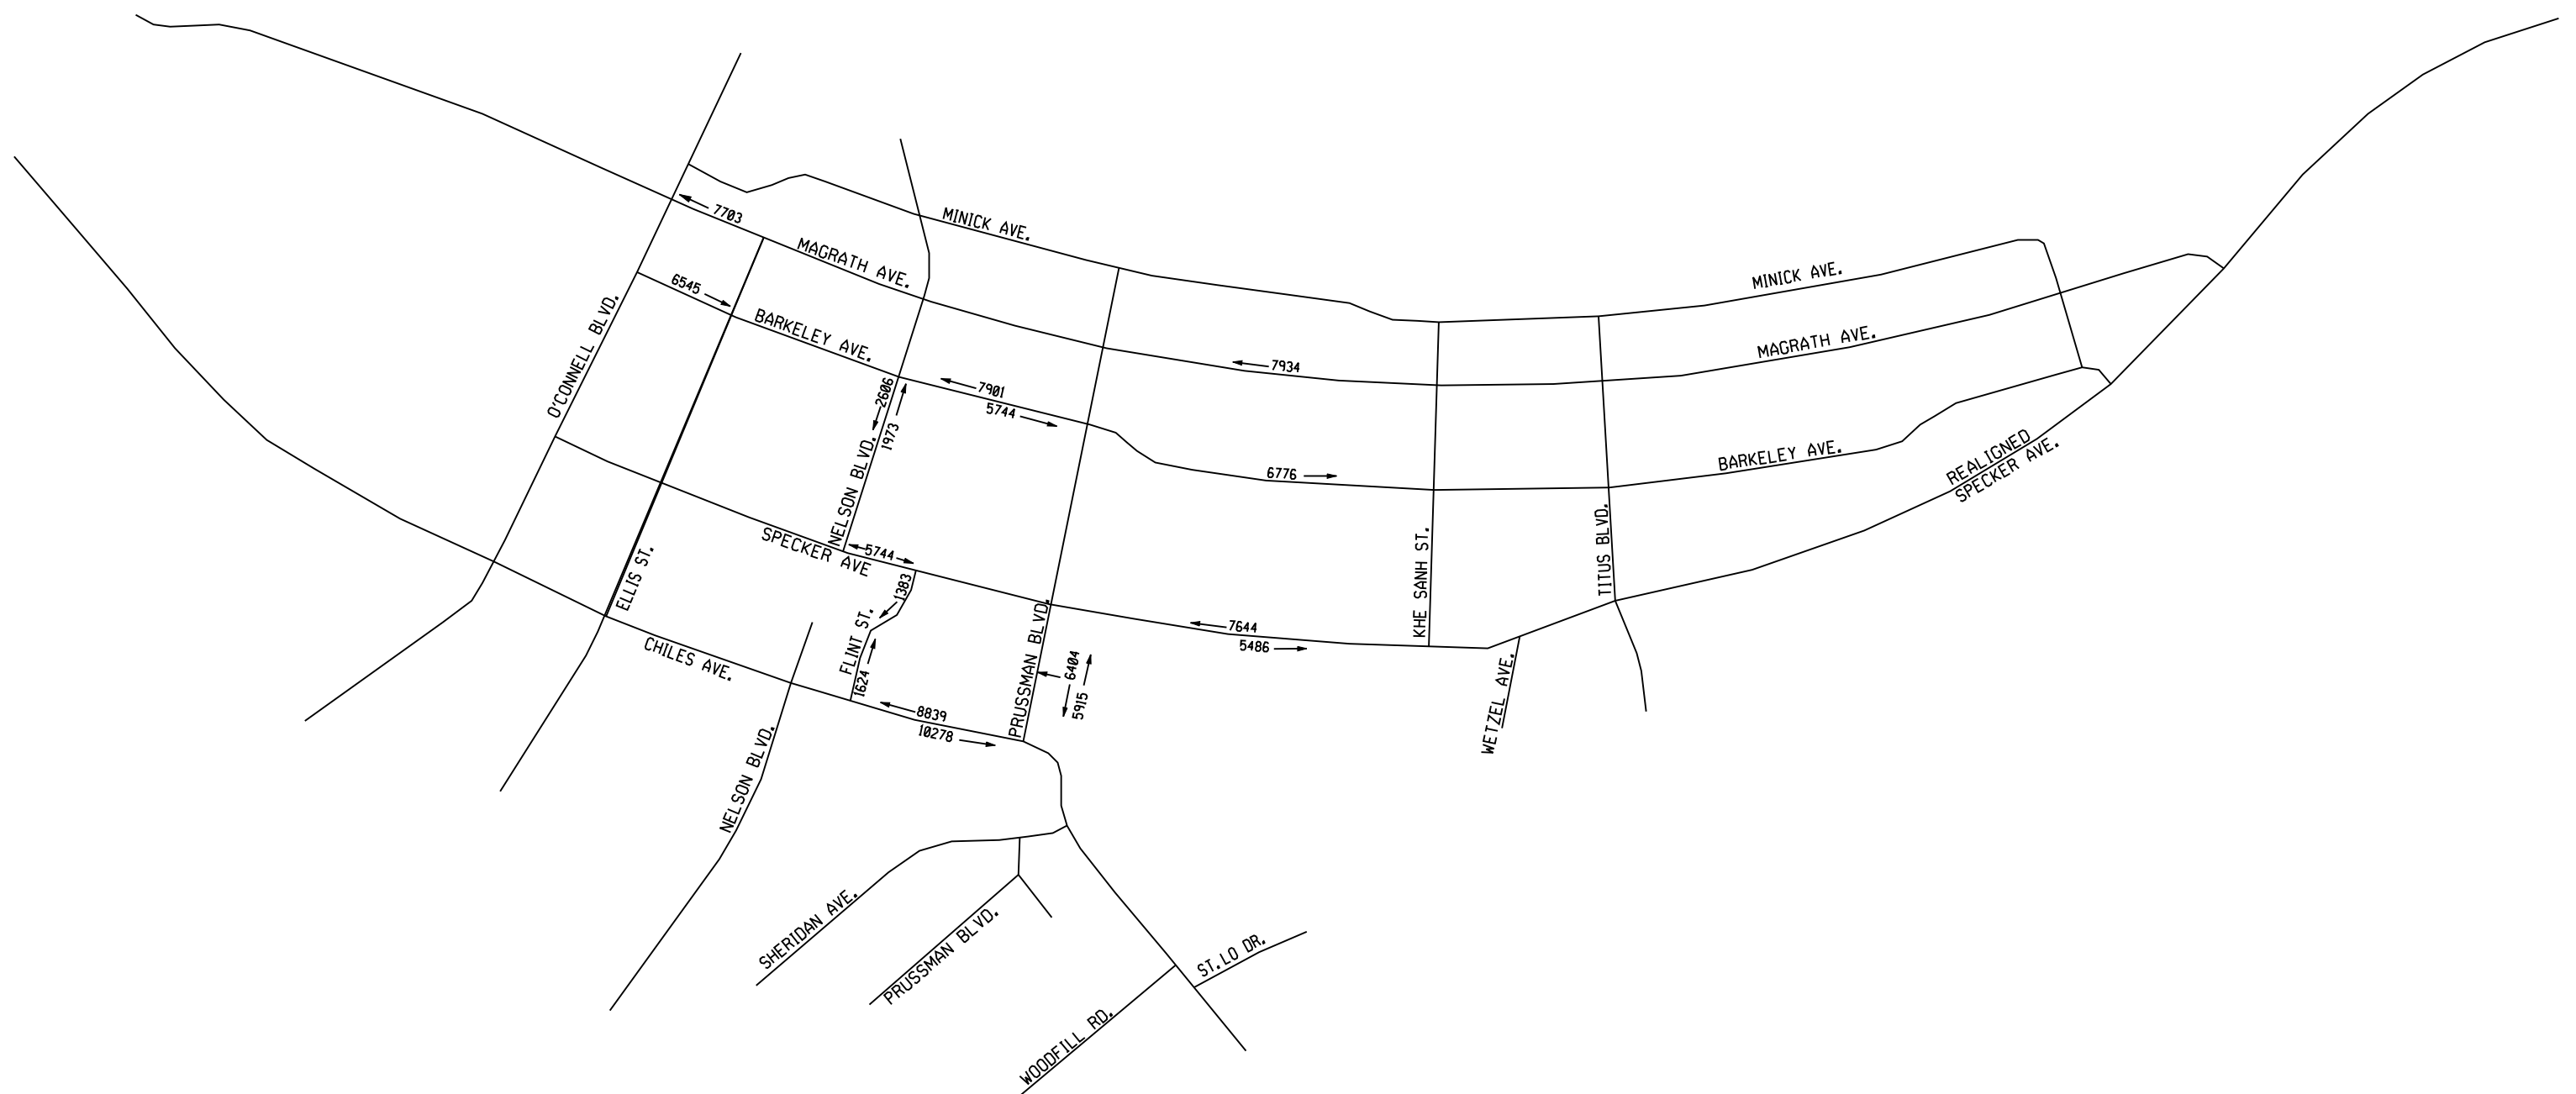 MINICK AVE.
7703
MAGRATH AVE.
MINICK AVE.
6545
O'CONNELL BLVD.
BARKELEY AVE.
7934
MAGRATH AVE.
2606
7901
5744
1973
NELSON BLVD.
6776
BARKELEY AVE.
REALIGNED
SPECKER AVE.
SPECKER AVE
5744
ELLIS ST.
1383
KHE SANH ST.
TITUS BLVD.
FLINT ST.
1624
PRUSSMAN BLVD.
7644
5486
6404
5915
CHILES AVE.
WETZEL AVE.
8839
10278
NELSON BLVD.
SHERIDAN AVE.
PRUSSMAN BLVD.
ST. LO DR.
WOODFILL RD.